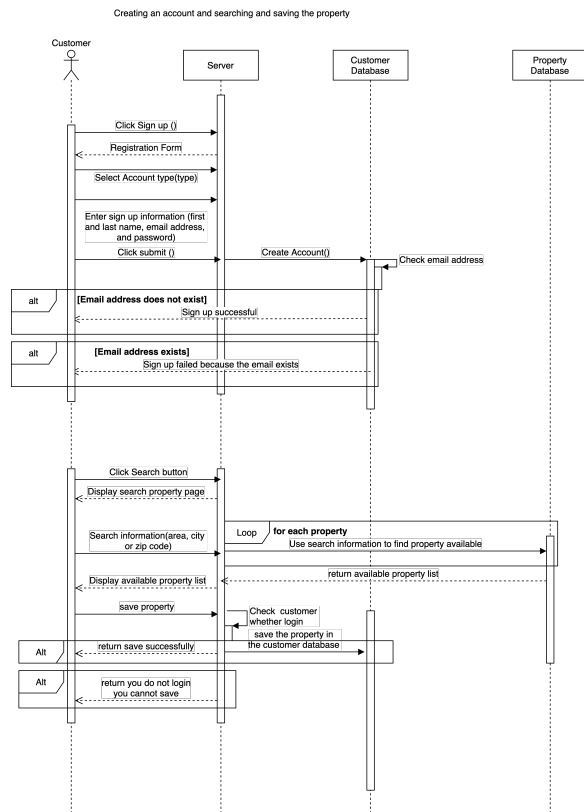 Creating an account and searching and saving the property
Customer
Server
Customer
Database
Property
Database
Click Sign up ()
Registration Form
Select Account type(type)
Enter sign up information (first
and last name, email address,
and password)
Click submit ()
Create Account()
Check email address
alt
[Email address does not exist]
Sign up successful
alt
[Email address exists]
Sign up failed because the email exists
Click Search button
Display search property page
Search information(area, city
or zip code)
Loop
for each property
Use search information to find property available
return available property list
Display available property list
save property
Check customer
whether login
save the property in
the customer database
Alt
return save successfully
Alt
return you do not login
you cannot save